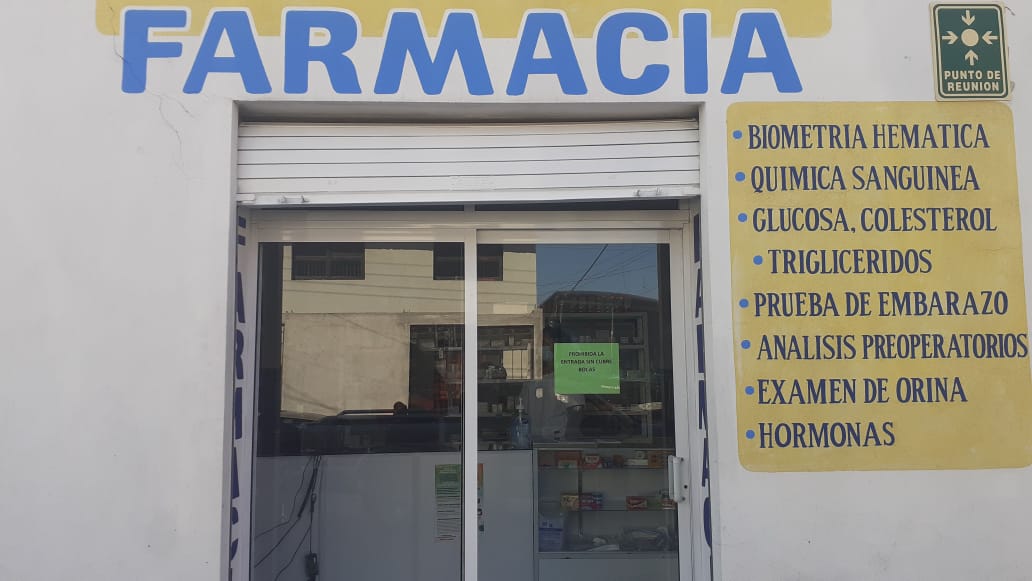 FARMACIA
PUNTO DE
REUNION
• BIOMETRIA HEMATICA
• QUIMICA SANGUINEA
• GLUCOSA, COLESTEROL
• TRIGLICERIDOS
• PRUEBA DE EMBARAZO
• ANALISIS PREOPERATORIOS
• EXAMEN DE ORINA
• HORMONAS
PROHIBIDA LA
ENTRADA SIN CUBRE
BOCAS